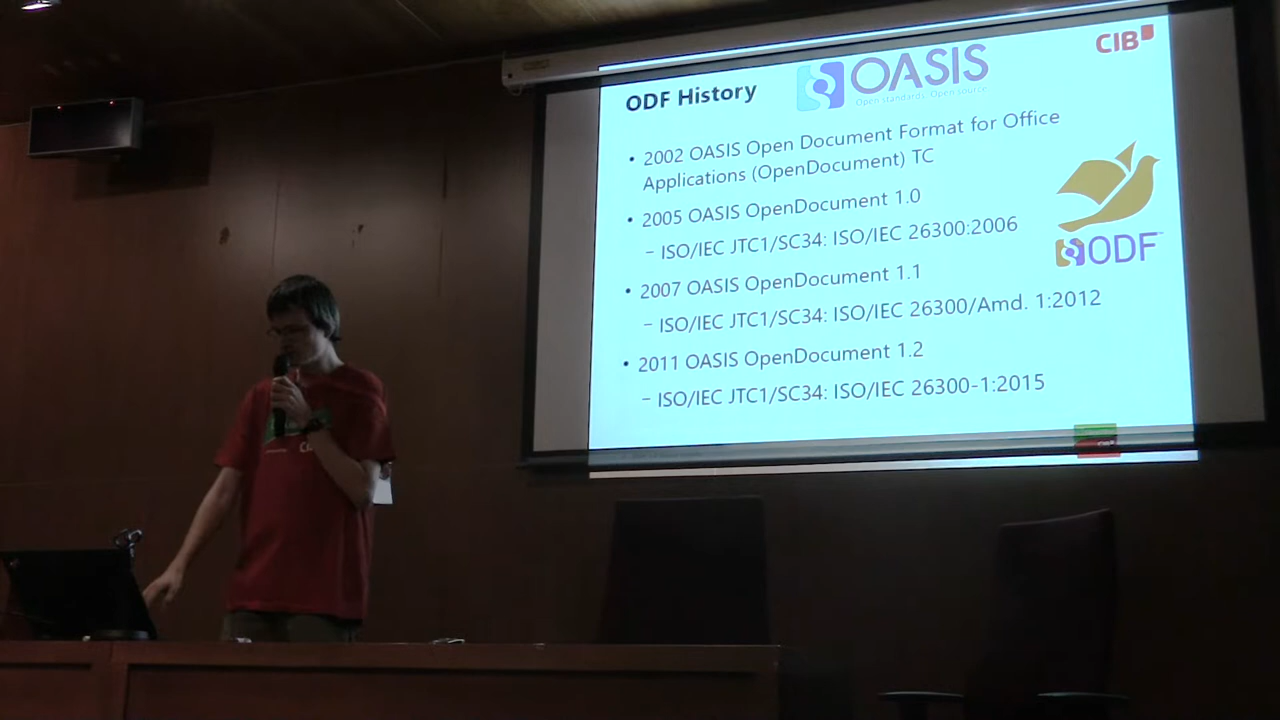 CIB
ODF History
OASIS
Open standards. Open source.
• 2002 OASIS Open Document Format for Office
Applications (OpenDocument) TC
• 2005 OASIS OpenDocument 1.0
– ISO/IEC JTC1/SC34: ISO/IEC 26300:2006
ODF
• 2007 OASIS OpenDocument 1.1
– ISO/IEC JTC1/SC34: ISO/IEC 26300/Amd. 1:2012
• 2011 OASIS OpenDocument 1.2
– ISO/IEC JTC1/SC34: ISO/IEC 26300-1:2015